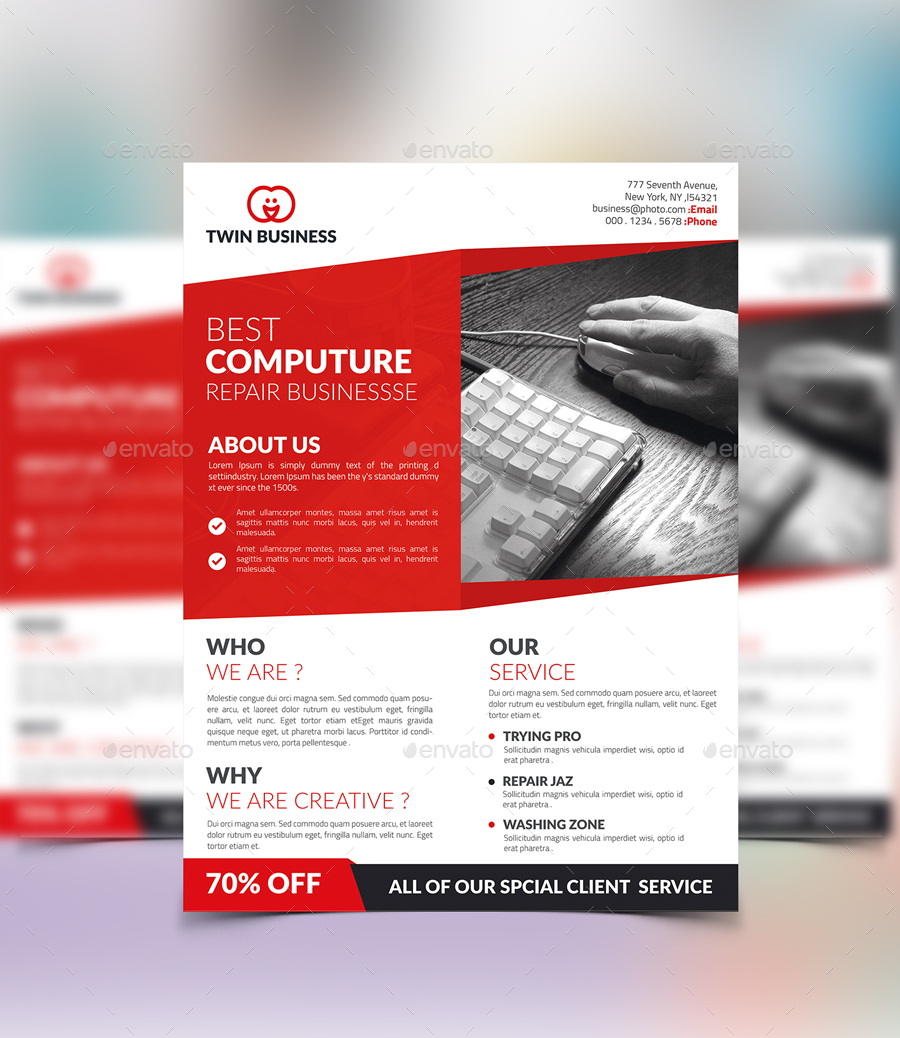 TWIN BUSINESS
777 Seventh Avenue,
New York, NY ,l54321
business@photo.com :Email
000 . 1234 . 5678 :Phone
BEST
COMPUTURE
REPAIR BUSINESSSE
ABOUT US
Lorem Ipsum is simply dummy text of the printing d
settiindustry. Lorem Ipsum has been the y's standard dummy
xt ever since the 1500s.
Amet ullamcorper montes, massa amet risus amet is
sagittis mattis nunc morbi lacus, quis vel in, hendrerit
malesuada.
Amet ullamcorper montes, massa amet risus amet is
sagittis mattis nunc morbi lacus, quis vel in, hendrerit
malesuada.
WHO
WE ARE ?
Molestie congue dui orci magna sem. Sed commodo quam posu-
ere arcu, et laoreet dolor rutrum eu vestibulum eget, fringilla
nullam, velit nunc. Eget tortor etiam etEget mauris gravida
quisque neque eget, ut pharetra morbi lacus. Porttitor id condi-
mentum metus vero, porta pellentesque .
WHY
WE ARE CREATIVE ?
Dui orci magna sem. Sed commodo quam posuere arcu, et laoreet
dolor rutrum eu vestibulum eget, fringilla nullam, velit nunc. Eget
tortor etiam et.
OUR
SERVICE
Dui orci magna sem. Sed commodo quam posuere arcu, et laoreet
dolor rutrum eu vestibulum eget, fringilla nullam, velit nunc. Eget
tortor etiam et.
TRYING PRO
Sollicitudin magnis vehicula imperdiet wisi, optio id
erat pharetra .
REPAIR JAZ
Sollicitudin magnis vehicula imperdiet wisi, optio id
erat pharetra .
WASHING ZONE
Sollicitudin magnis vehicula imperdiet wisi, optio id
erat pharetra .
70% OFF
ALL OF OUR SPCIAL CLIENT SERVICE
envato
envato
envato
envato
envato
envato
envato
envato
envato